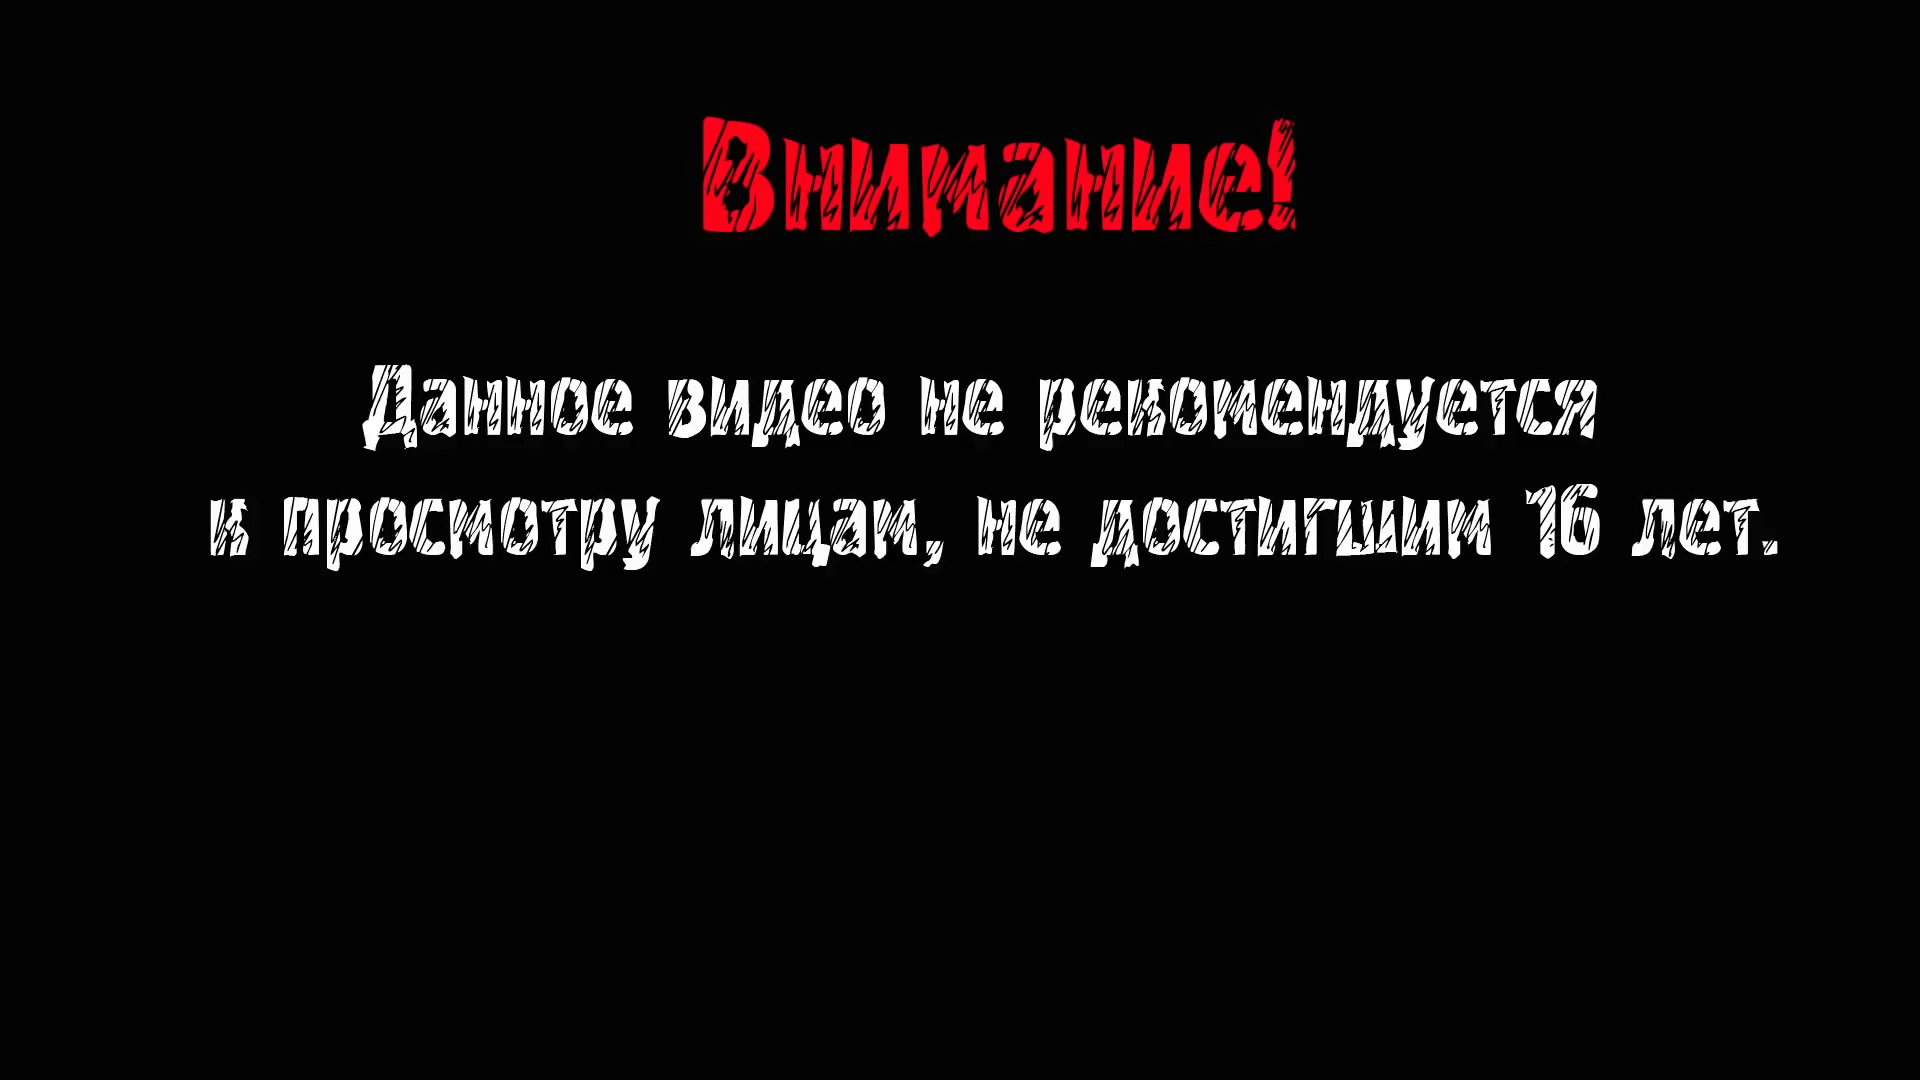 Внимание!
Данное видео не рекомендуется
к просмотру лицам, не достигшим 16 лет.